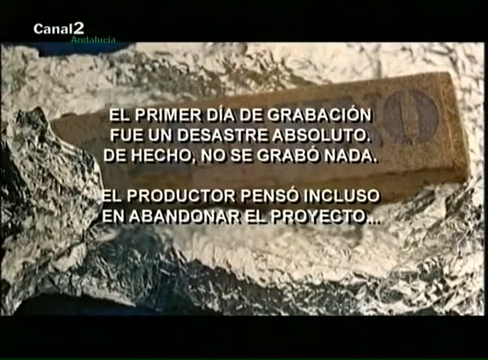 Canal2
Andalucía
EL PRIMER DÍA DE GRABACIÓN
FUE UN DESASTRE ABSOLUTO.
DE HECHO, NO SE GRABÓ NADA.
EL PRODUCTOR PENSÓ INCLUSO
EN ABANDONAR EL PROYECTO...